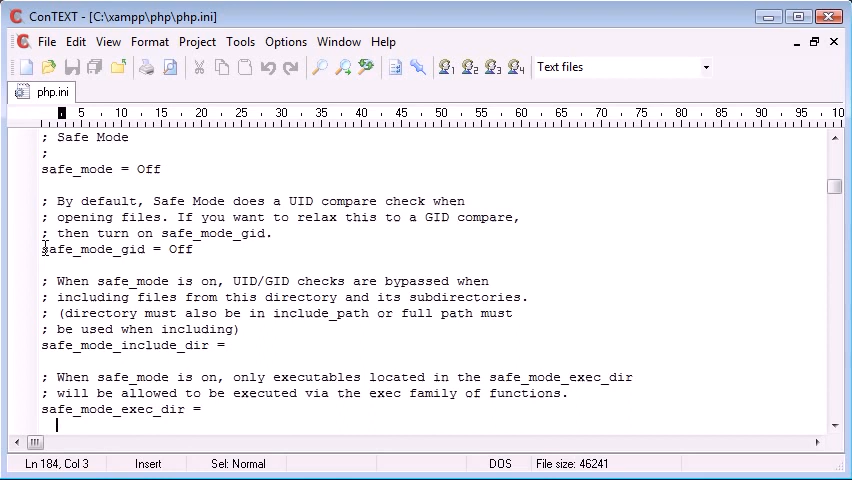 ConTEXT - [C:\xampp\php\php.ini]
File Edit View Format Project Tools Options Window Help
1 2 3 4 Text files
php.ini
5 10 15 20 25 30 35 40 45 50 55 60 65 70 75 80 85 90 95 10
; Safe Mode
;
safe_mode = Off
; By default, Safe Mode does a UID compare check when
; opening files. If you want to relax this to a GID compare,
; then turn on safe_mode_gid.
safe_mode_gid = Off
; When safe_mode is on, UID/GID checks are bypassed when
; including files from this directory and its subdirectories.
; (directory must also be in include_path or full path must
; be used when including)
safe_mode_include_dir =
; When safe_mode is on, only executables located in the safe_mode_exec_dir
; will be allowed to be executed via the exec family of functions.
safe_mode_exec_dir =
Ln 184, Col 3 Insert Sel: Normal DOS File size: 46241